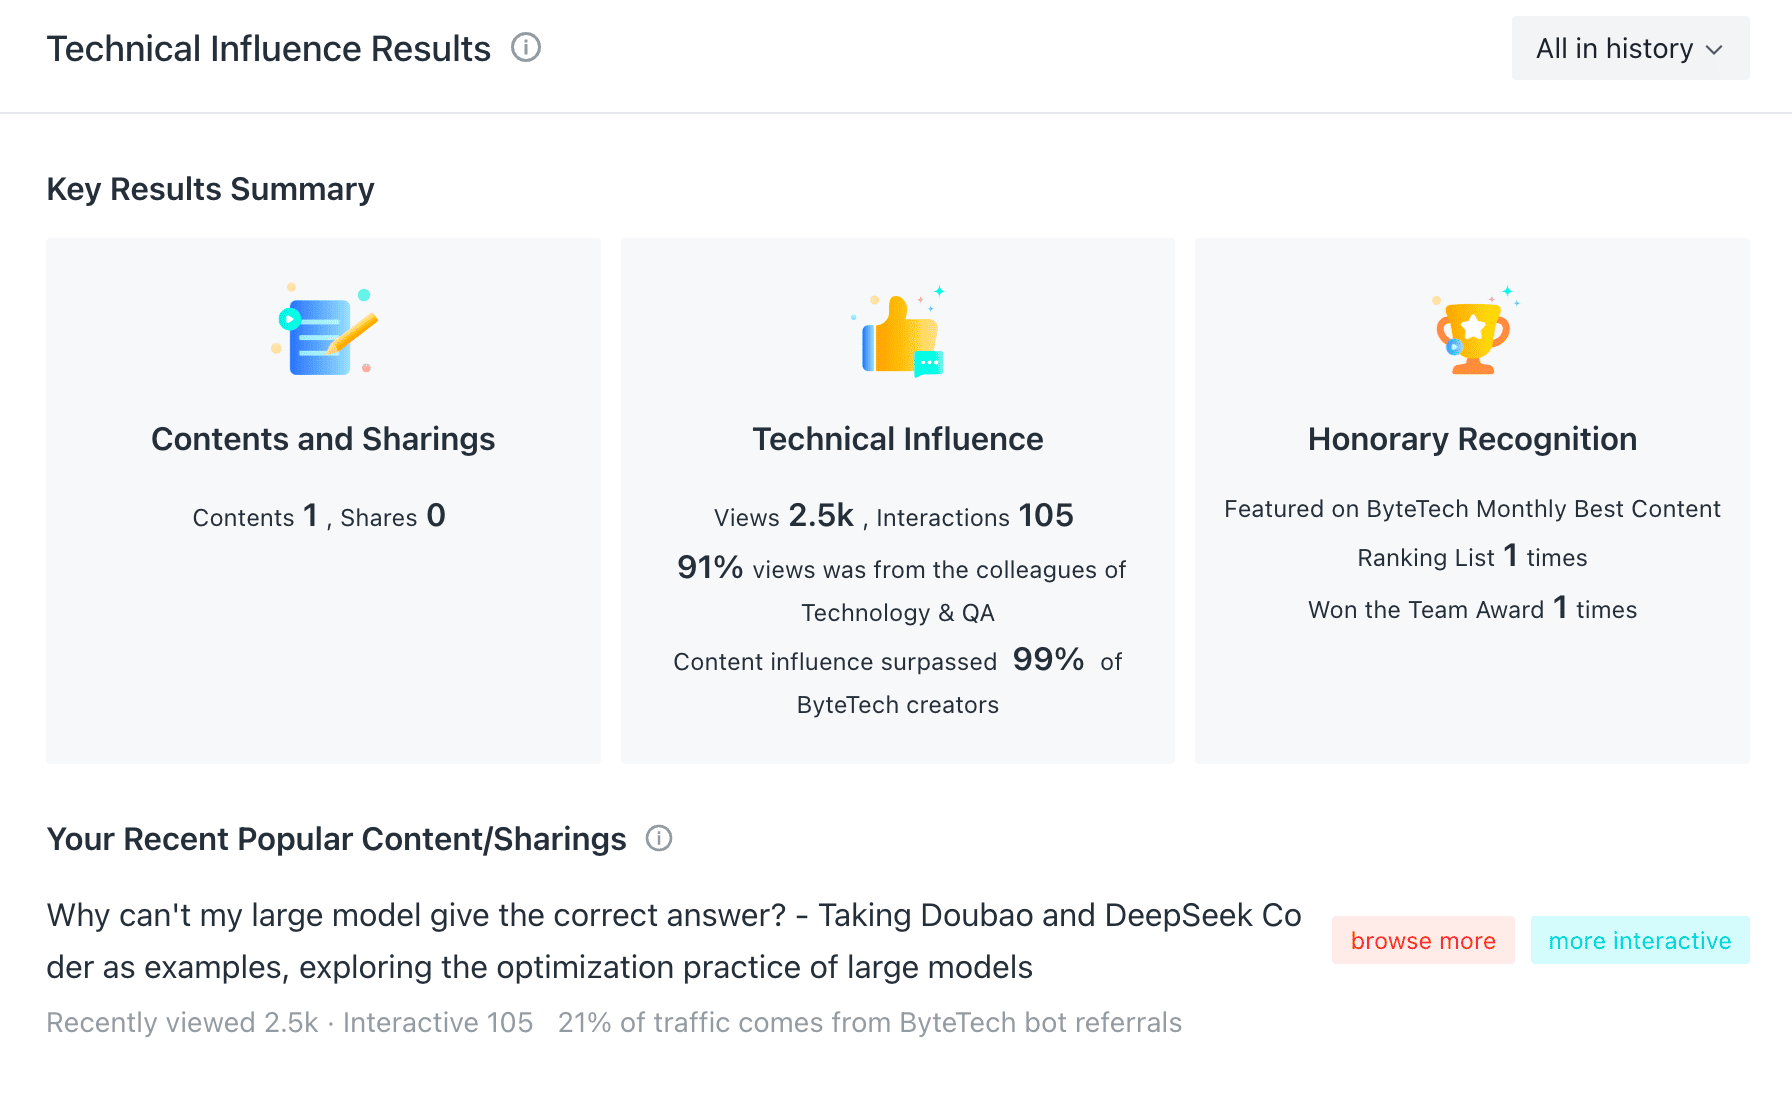 Technical Influence Results
All in history
Key Results Summary
Contents and Sharings
Contents 1 , Shares 0
Technical Influence
Views 2.5k , Interactions 105
91% views was from the colleagues of
Technology & QA
Content influence surpassed 99% of
ByteTech creators
Honorary Recognition
Featured on ByteTech Monthly Best Content
Ranking List 1 times
Won the Team Award 1 times
Your Recent Popular Content/Sharings
Why can't my large model give the correct answer? - Taking Doubao and DeepSeek Co
der as examples, exploring the optimization practice of large models
browse more
more interactive
Recently viewed 2.5k · Interactive 105 21% of traffic comes from ByteTech bot referrals